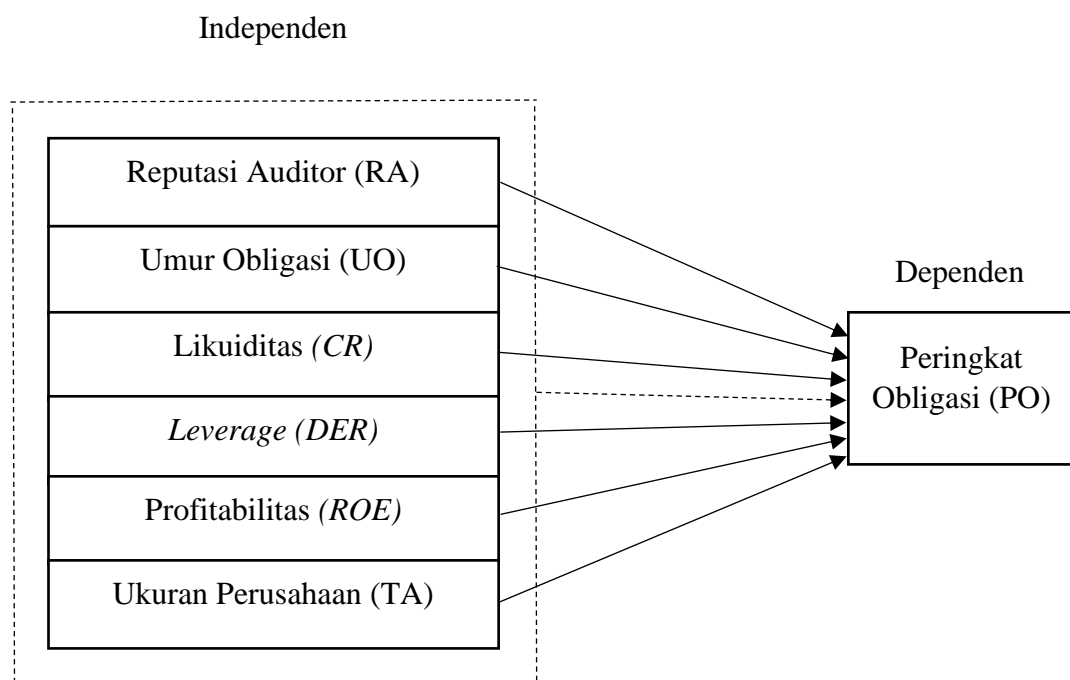 Independen
Reputasi Auditor (RA)
Umur Obligasi (UO)
Likuiditas (CR)
Leverage (DER)
Profitabilitas (ROE)
Ukuran Perusahaan (TA)
Dependen
Peringkat
Obligasi (PO)